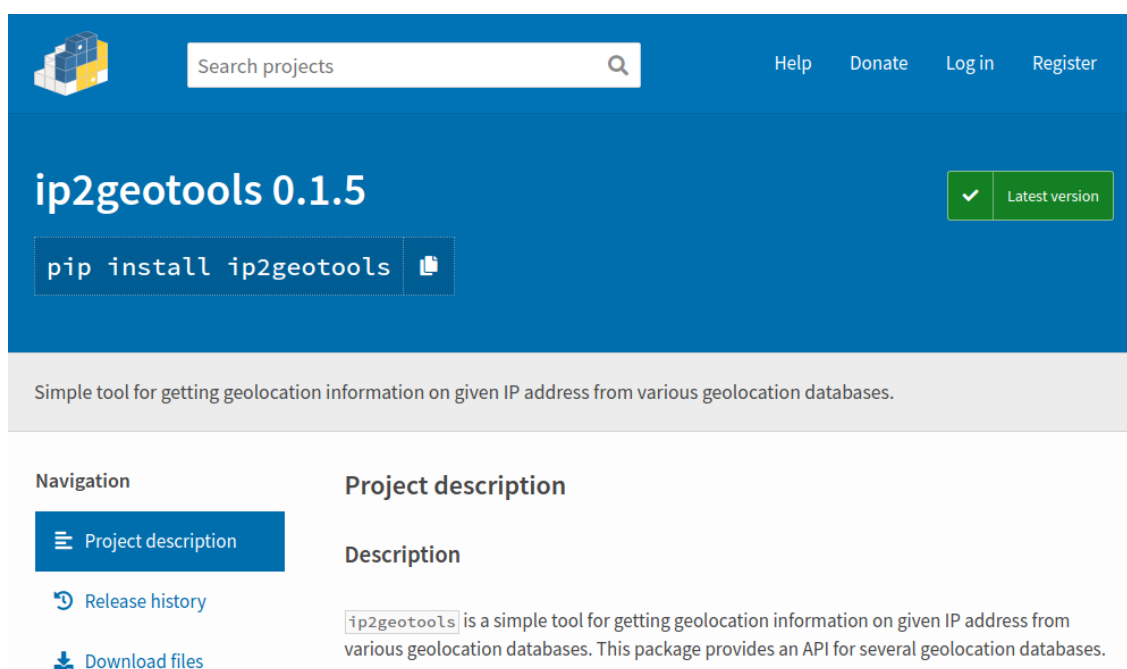 Search projects
Help Donate Log in Register
ip2geotools 0.1.5
Latest version
pip install ip2geotools
Simple tool for getting geolocation information on given IP address from various geolocation databases.
Navigation
Project description
Release history
Download files
Project description
Description
ip2geotools is a simple tool for getting geolocation information on given IP address from
various geolocation databases. This package provides an API for several geolocation databases.